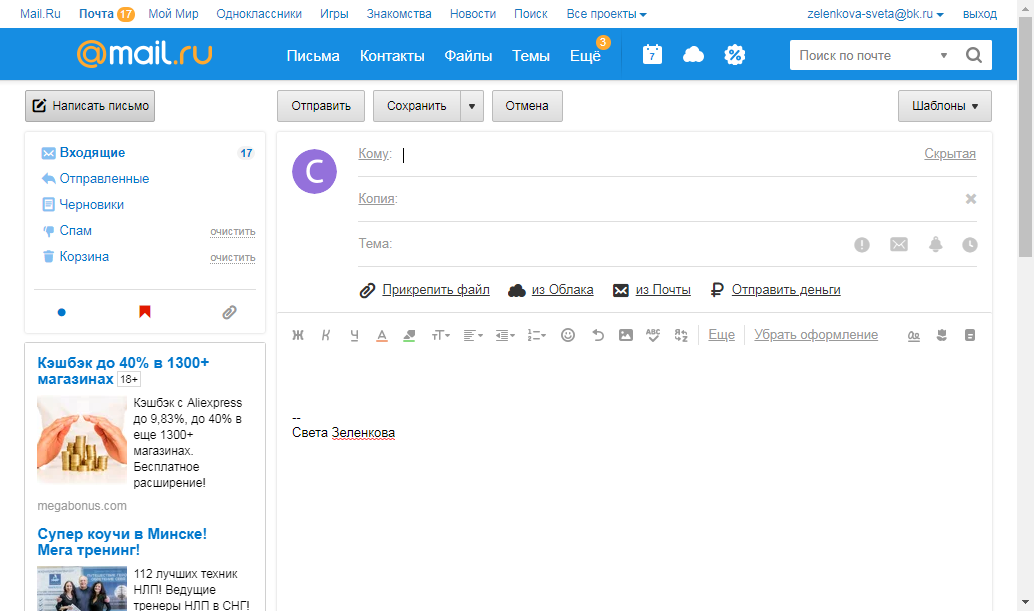 Mail.Ru Почта 17 Мой Мир Одноклассники Игры Знакомства Новости Поиск Все проекты zelenkova-sveta@bk.ru выход
@mail.ru Письма Контакты Файлы Темы Ещё 3 7 % Поиск по почте
Написать письмо Отправить Сохранить Отмена Шаблоны
Входящие 17
Отправленные
Черновики
Спам очистить
Корзина очистить
Кэшбэк до 40% в 1300+
магазинах 18+
Кэшбэк с Aliexpress
до 9,83%, до 40% в
еще 1300+
магазинах.
Бесплатное
расширение!
megabonus.com
Супер коучи в Минске!
Мега тренинг!
112 лучших техник
НЛП! Ведущие
тренеры НЛП в СНГ!
С
Кому: Скрытая
Копия:
Тема:
Прикрепить файл из Облака из Почты Отправить деньги
Ж К Ч А тТ ABC Еще Убрать оформление
--
Света Зеленкова